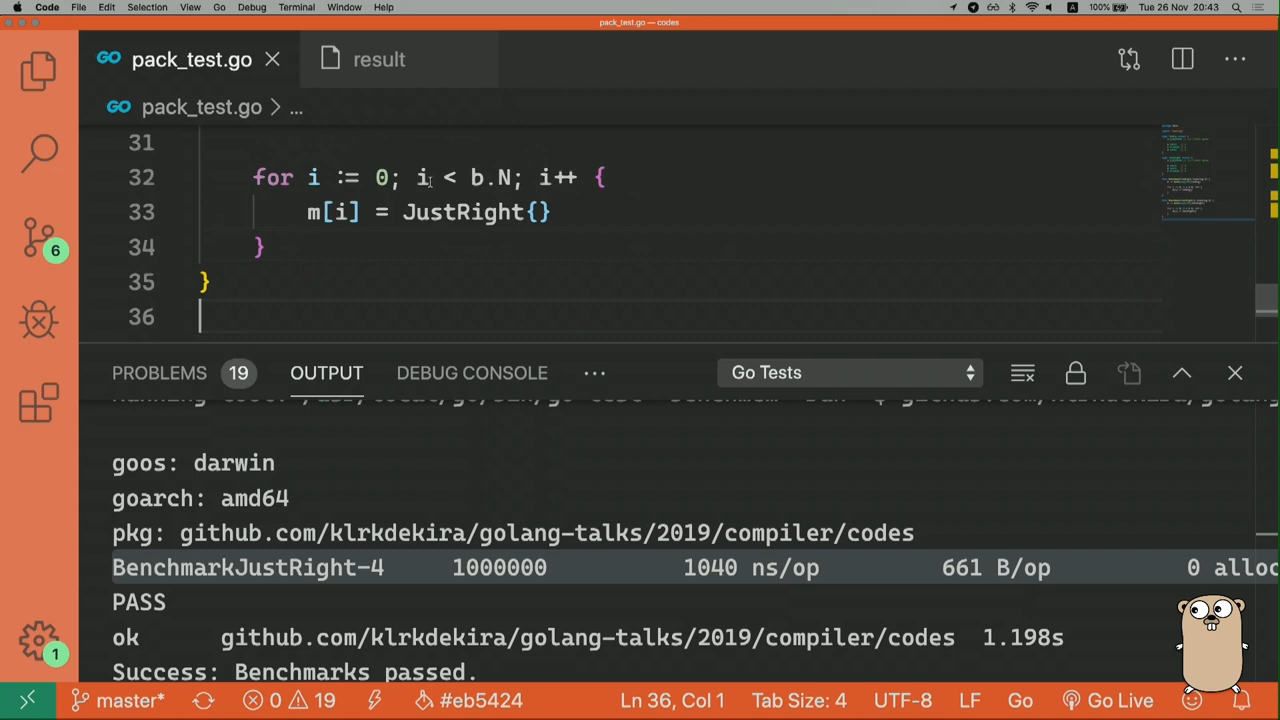 Code File Edit Selection View Go Debug Terminal Window Help 100% Tue 26 Nov 20:43
pack_test.go — codes
pack_test.go result
pack_test.go > ...
31
32 for i := 0; i < b.N; i++ {
33 m[i] = JustRight{}
34 }
35 }
36
6
PROBLEMS 19 OUTPUT DEBUG CONSOLE ... Go Tests
goos: darwin
goarch: amd64
pkg: github.com/klrkdekira/golang-talks/2019/compiler/codes
BenchmarkJustRight-4 1000000 1040 ns/op 661 B/op 0 alloc
PASS
ok github.com/klrkdekira/golang-talks/2019/compiler/codes 1.198s
Success: Benchmarks passed.
1
master* 0 19 #eb5424 Ln 36, Col 1 Tab Size: 4 UTF-8 LF Go Go Live